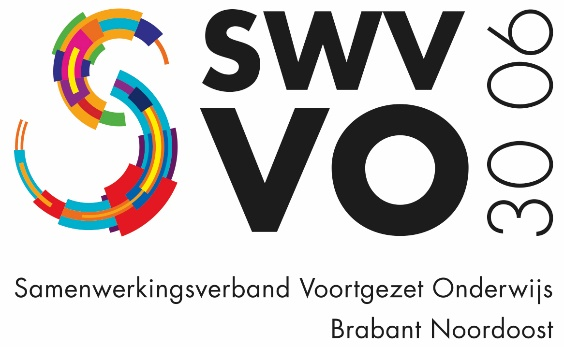 SWV
VO
30 06
Samenwerkingsverband Voortgezet Onderwijs
Brabant Noordoost